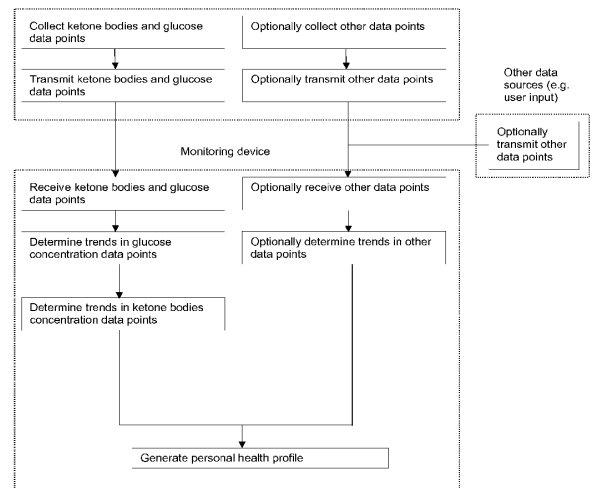 Collect ketone bodies and glucose
data points
Optionally collect other data points
Transmit ketone bodies and glucose
data points
Optionally transmit other data points
Other data
sources (e.g.
user input)
Optionally
transmit other
data points
Monitoring device
Receive ketone bodies and glucose
data points
Optionally receive other data points
Determine trends in glucose
concentration data points
Optionally determine trends in other
data points
Determine trends in ketone bodies
concentration data points
Generate personal health profile